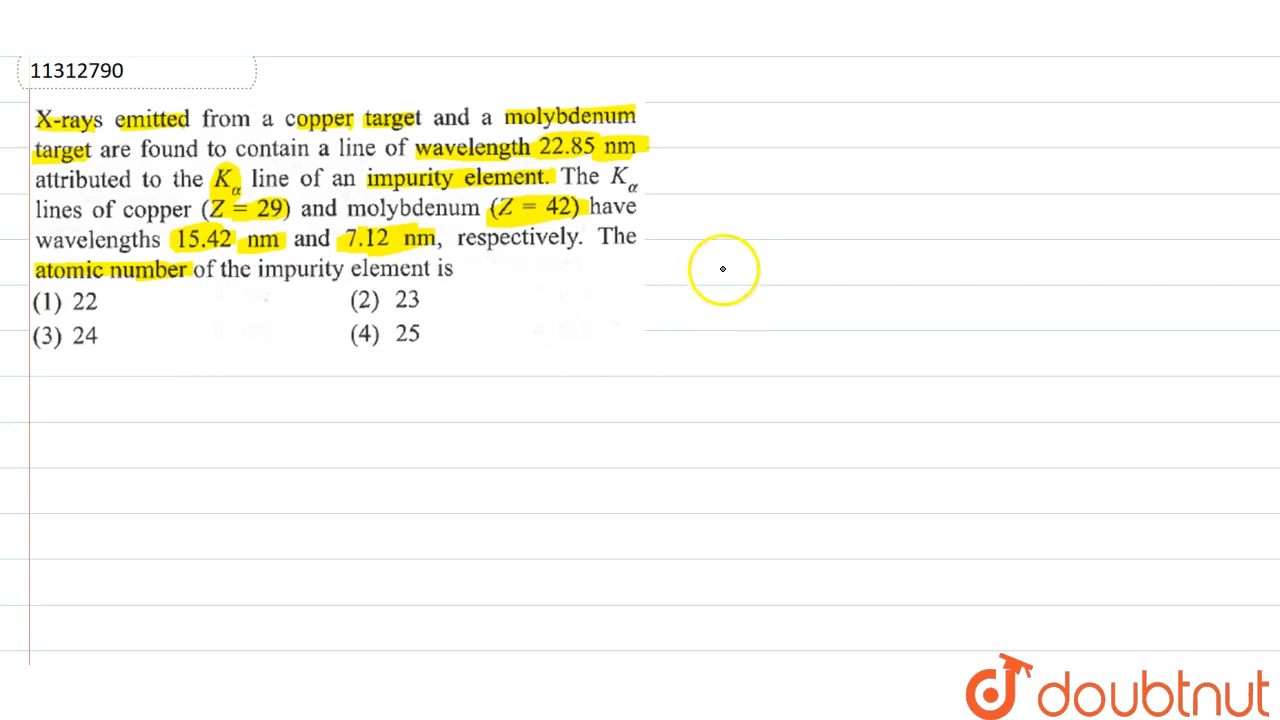 11312790
X-rays emitted from a copper target and a molybdenum
target are found to contain a line of wavelength 22.85 nm
attributed to the Kα line of an impurity element. The Kα
lines of copper (Z = 29) and molybdenum (Z = 42) have
wavelengths 15.42 nm and 7.12 nm, respectively. The
atomic number of the impurity element is
(1) 22 (2) 23
(3) 24 (4) 25
doubtnut